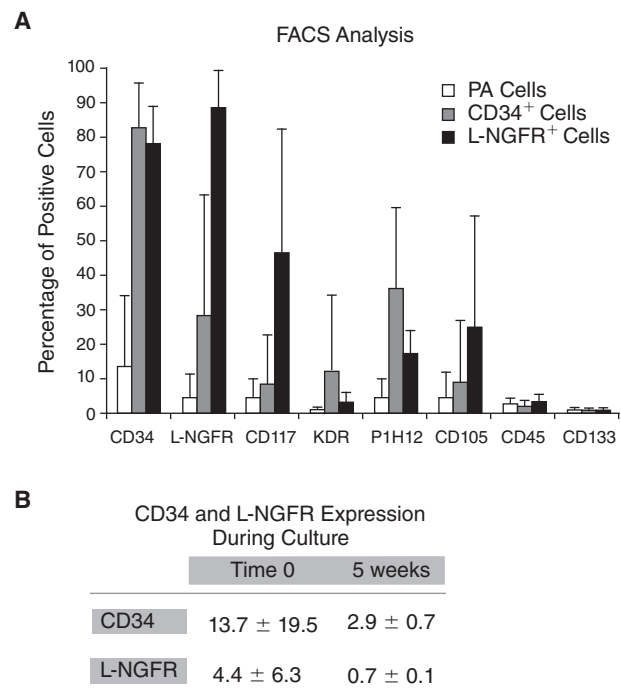 A
FACS Analysis
Percentage of Positive Cells
100
90
80
70
60
50
40
30
20
10
0
PA Cells
CD34+ Cells
L-NGFR+ Cells
CD34 L-NGFR CD117 KDR P1H12 CD105 CD45 CD133
B
CD34 and L-NGFR Expression
During Culture
Time 0 5 weeks
CD34 13.7 ± 19.5 2.9 ± 0.7
L-NGFR 4.4 ± 6.3 0.7 ± 0.1